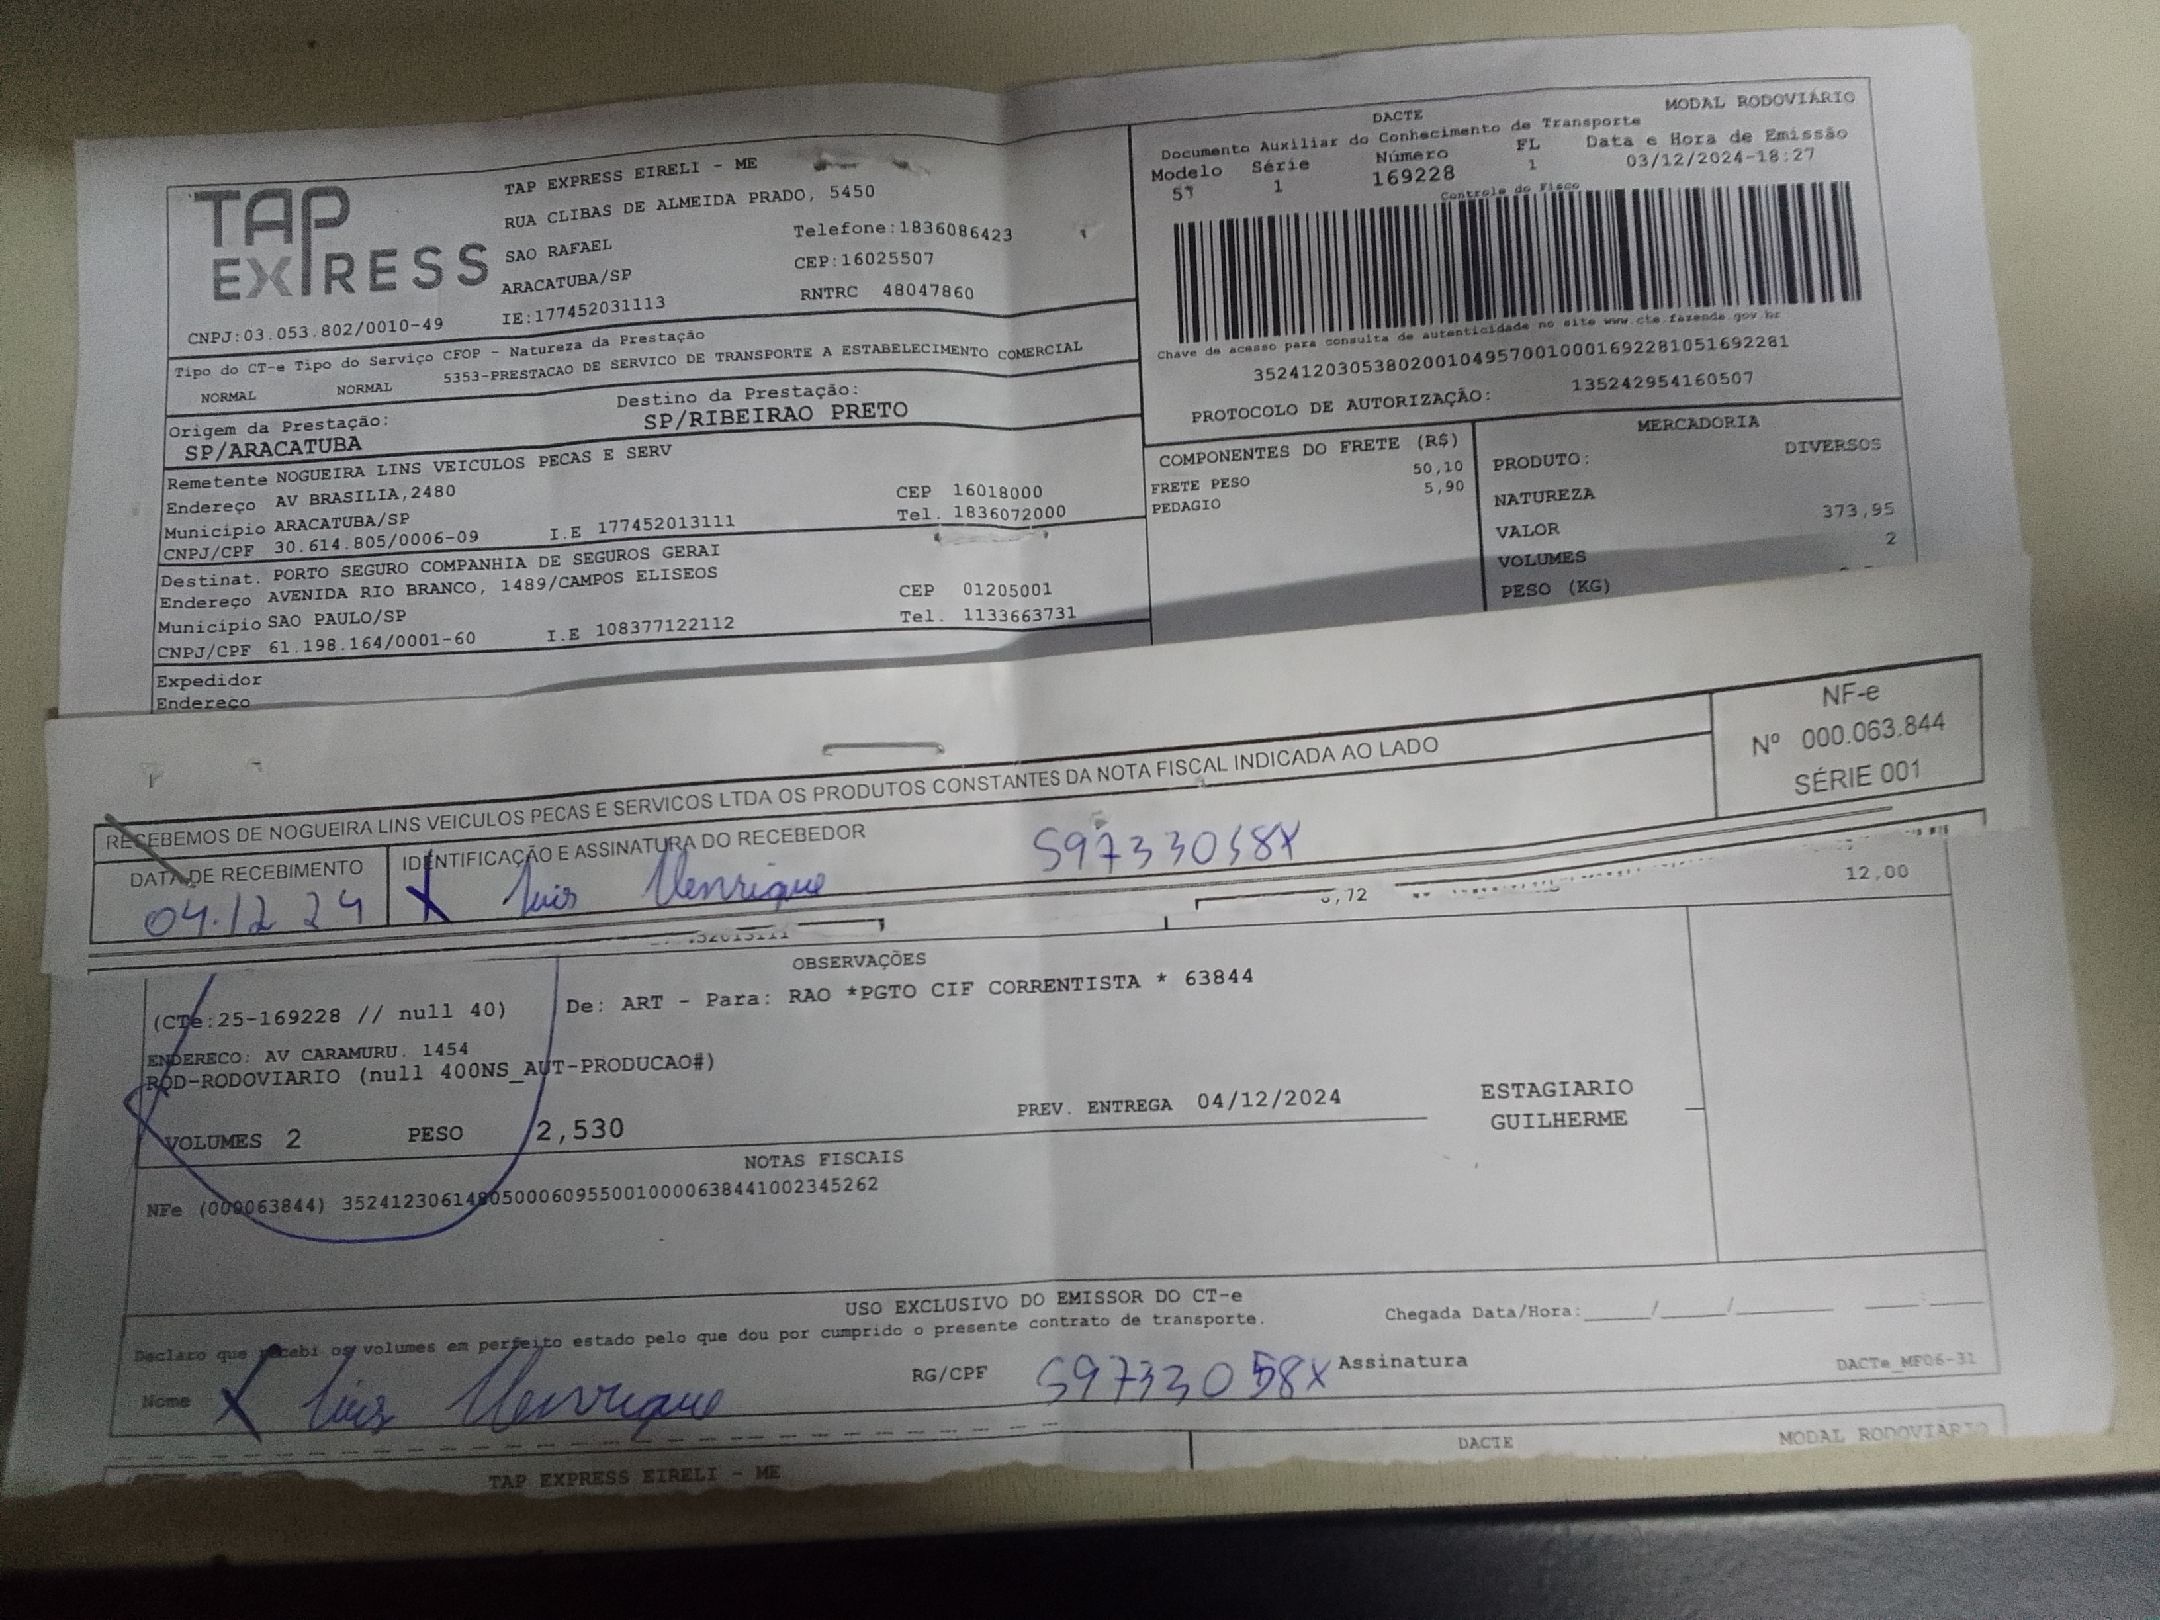 TAP EXPRESS
TAP EXPRESS EIRELI - ME
RUA CLIBAS DE ALMEIDA PRADO, 5450
SAO RAFAEL
Telefone:1836086423
ARACATUBA/SP
CEP:16025507
CNPJ:03.053.802/0010-49
IE:177452031113
RNTRC 48047860
Tipo do CT-e Tipo do Serviço CFOP - Natureza da Prestação
NORMAL NORMAL 5353-PRESTACAO DE SERVICO DE TRANSPORTE A ESTABELECIMENTO COMERCIAL
Origem da Prestação: Destino da Prestação:
SP/ARACATUBA SP/RIBEIRAO PRETO
DACTE MODAL RODOVIÁRIO
Documento Auxiliar do Conhecimento de Transporte
Modelo Série Número FL Data e Hora de Emissão
57 1 169228 1 03/12/2024-18:27
Controle do Fisco
Chave de acesso para consulta de autenticidade no site www.cte.fazenda.gov.br
35241203053802001049570010001692281051692281
PROTOCOLO DE AUTORIZAÇÃO: 135242954160507
Remetente NOGUEIRA LINS VEICULOS PECAS E SERV
Endereço AV BRASILIA,2480 CEP 16018000
Município ARACATUBA/SP Tel. 1836072000
CNPJ/CPF 30.614.805/0006-09 I.E 177452013111
Destinat. PORTO SEGURO COMPANHIA DE SEGUROS GERAI
Endereço AVENIDA RIO BRANCO, 1489/CAMPOS ELISEOS CEP 01205001
Município SAO PAULO/SP Tel. 1133663731
CNPJ/CPF 61.198.164/0001-60 I.E 108377122112
Expedidor
Endereço
COMPONENTES DO FRETE (R$)
FRETE PESO 50,10
PEDAGIO 5,90
MERCADORIA
PRODUTO: DIVERSOS
NATUREZA
VALOR 373,95
VOLUMES 2
PESO (KG)
RECEBEMOS DE NOGUEIRA LINS VEICULOS PECAS E SERVICOS LTDA OS PRODUTOS CONSTANTES DA NOTA FISCAL INDICADA AO LADO
NF-e
Nº 000.063.844
SÉRIE 001
DATA DE RECEBIMENTO IDENTIFICAÇÃO E ASSINATURA DO RECEBEDOR
04.12 24 X Luis Henrique 59733058X
,72 12,00
OBSERVAÇÕES
(CTe:25-169228 // null 40) De: ART - Para: RAO *PGTO CIF CORRENTISTA * 63844
ENDERECO: AV CARAMURU. 1454
ROD-RODOVIARIO (null 400NS_AUT-PRODUCAO#)
VOLUMES 2 PESO 2,530 PREV. ENTREGA 04/12/2024 ESTAGIARIO
GUILHERME
NOTAS FISCAIS
NFe (000063844) 35241230614805000609550010000638441002345262
USO EXCLUSIVO DO EMISSOR DO CT-e
Declaro que recebi os volumes em perfeito estado pelo que dou por cumprido o presente contrato de transporte. Chegada Data/Hora:_____/_____/_________ ____:____
Nome X Luis Henrique RG/CPF 59733058X Assinatura DACTe_MF06-31
DACTE MODAL RODOVIARIO
TAP EXPRESS EIRELI - ME